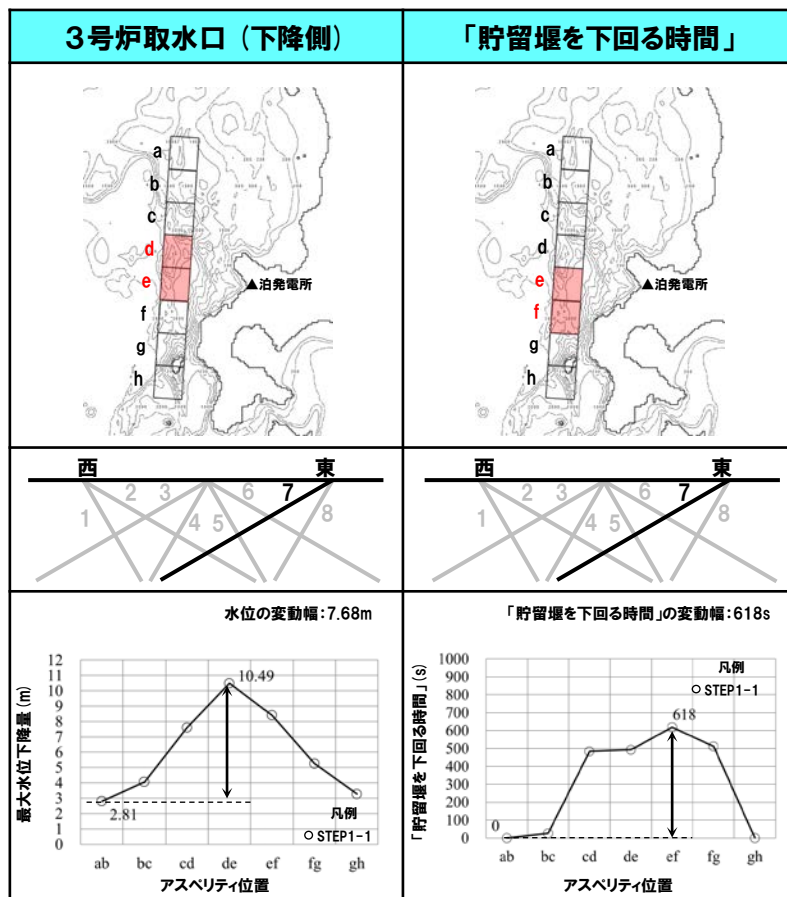 3号炉取水口（下降側）
「貯留堰を下回る時間」
a
b
c
d
e
f
g
h
▲泊発電所
a
b
c
d
e
f
g
h
▲泊発電所
西
東
1
2
3
4
5
6
7
8
西
東
1
2
3
4
5
6
7
8
水位の変動幅：7.68m
最大水位下降量（m）
12
11
10
9
8
7
6
5
4
3
2
1
0
10.49
2.81
凡例
○ STEP1-1
ab bc cd de ef fg gh
アスペリティ位置
「貯留堰を下回る時間」の変動幅：618s
「貯留堰を下回る時間」（s）
1000
900
800
700
600
500
400
300
200
100
0
凡例
○ STEP1-1
618
0
ab bc cd de ef fg gh
アスペリティ位置